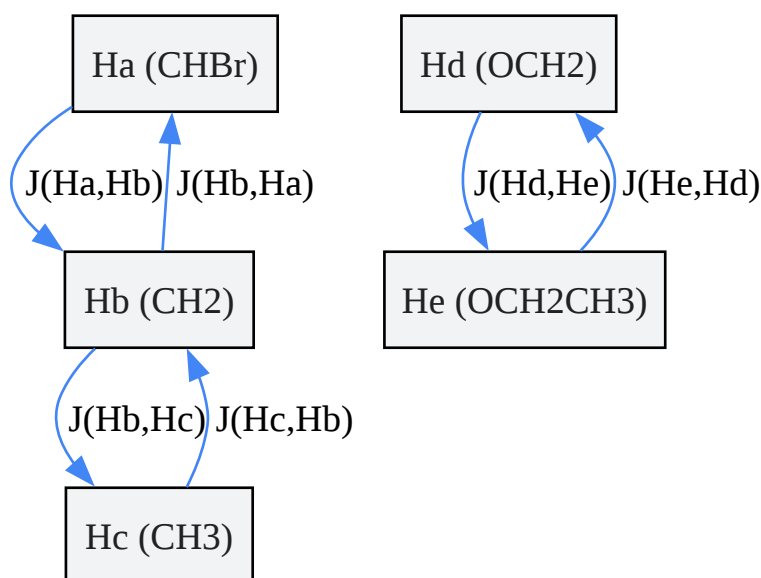 Ha (CHBr)
Hd (OCH2)
J(Ha,Hb)
J(Hb,Ha)
J(Hd,He)
J(He,Hd)
Hb (CH2)
He (OCH2CH3)
J(Hb,Hc)
J(Hc,Hb)
Hc (CH3)